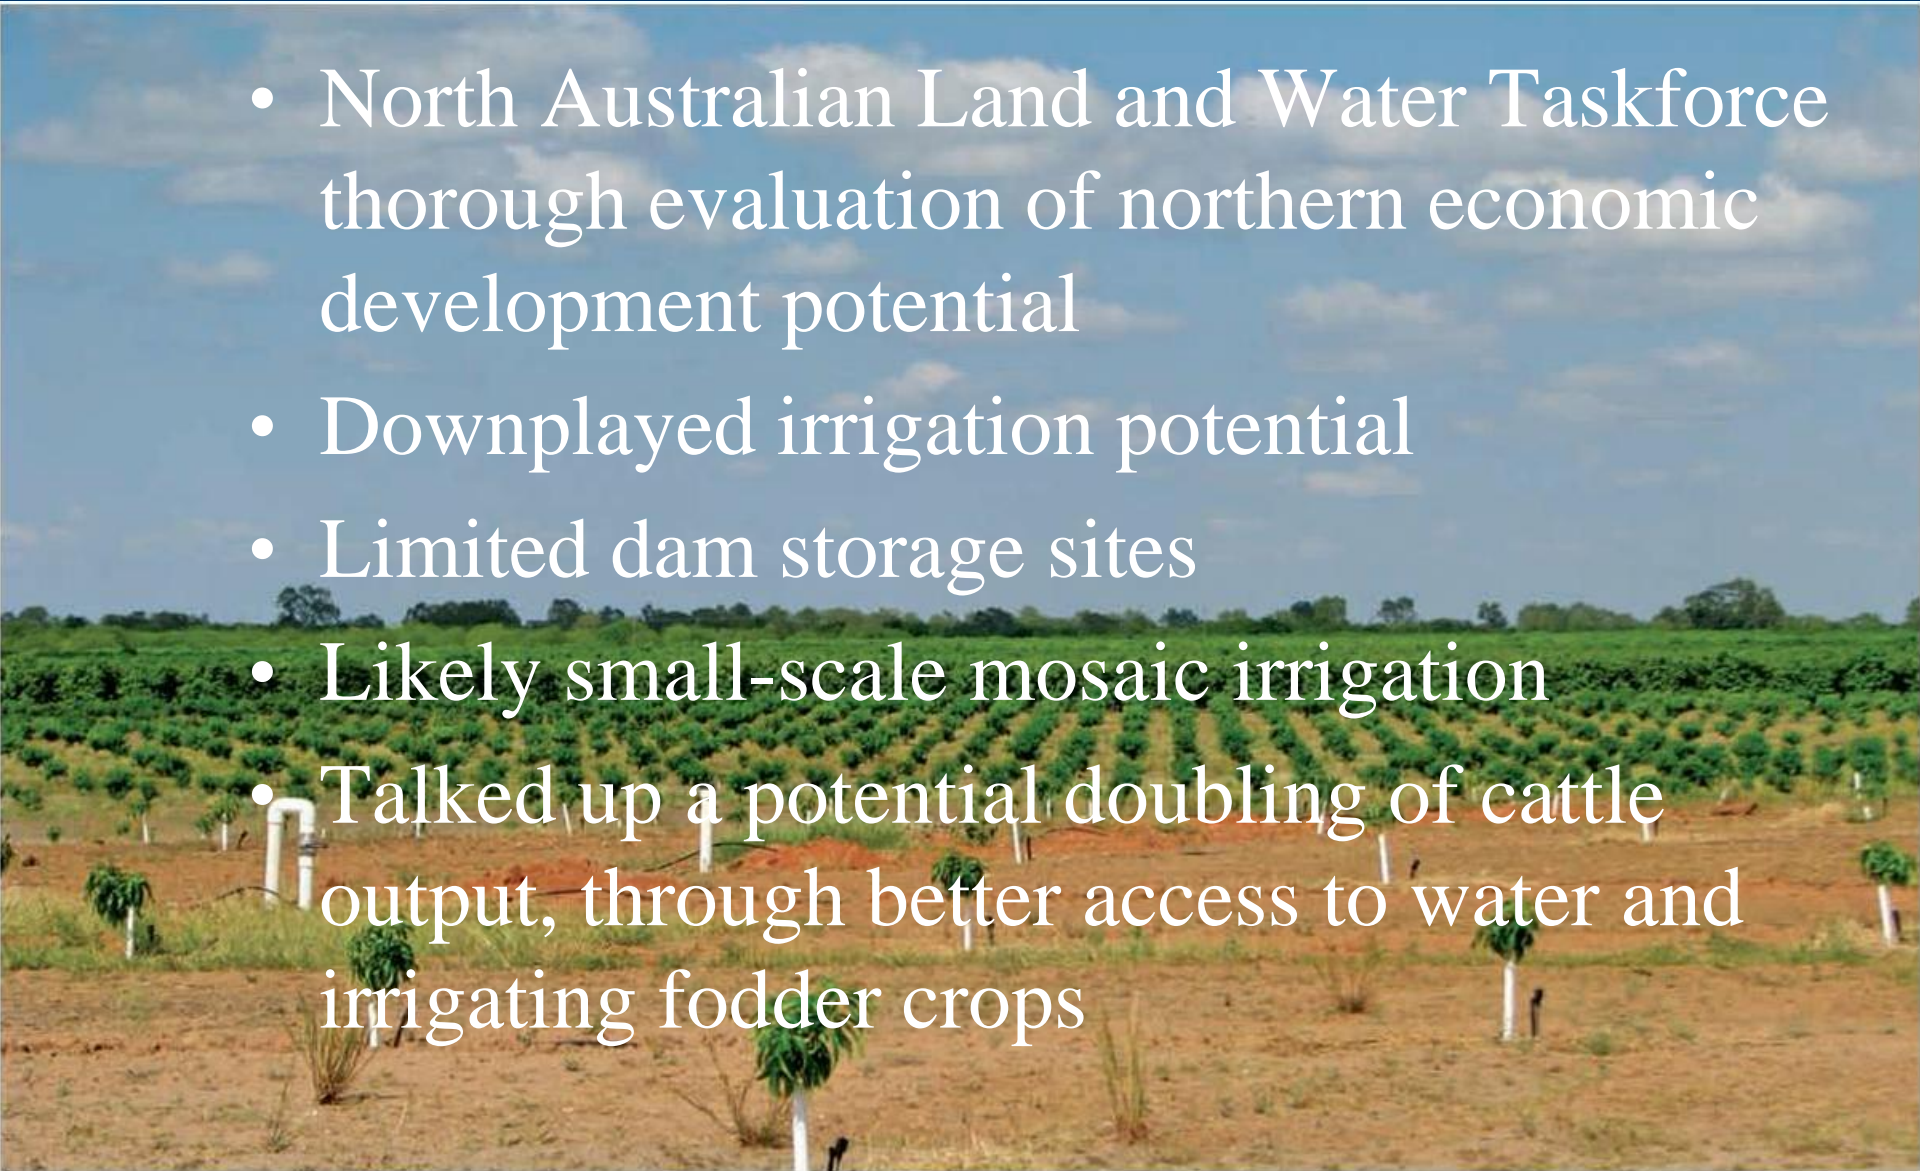 • North Australian Land and Water Taskforce
thorough evaluation of northern economic
development potential
• Downplayed irrigation potential
• Limited dam storage sites
• Likely small-scale mosaic irrigation
• Talked up a potential doubling of cattle
output, through better access to water and
irrigating fodder crops